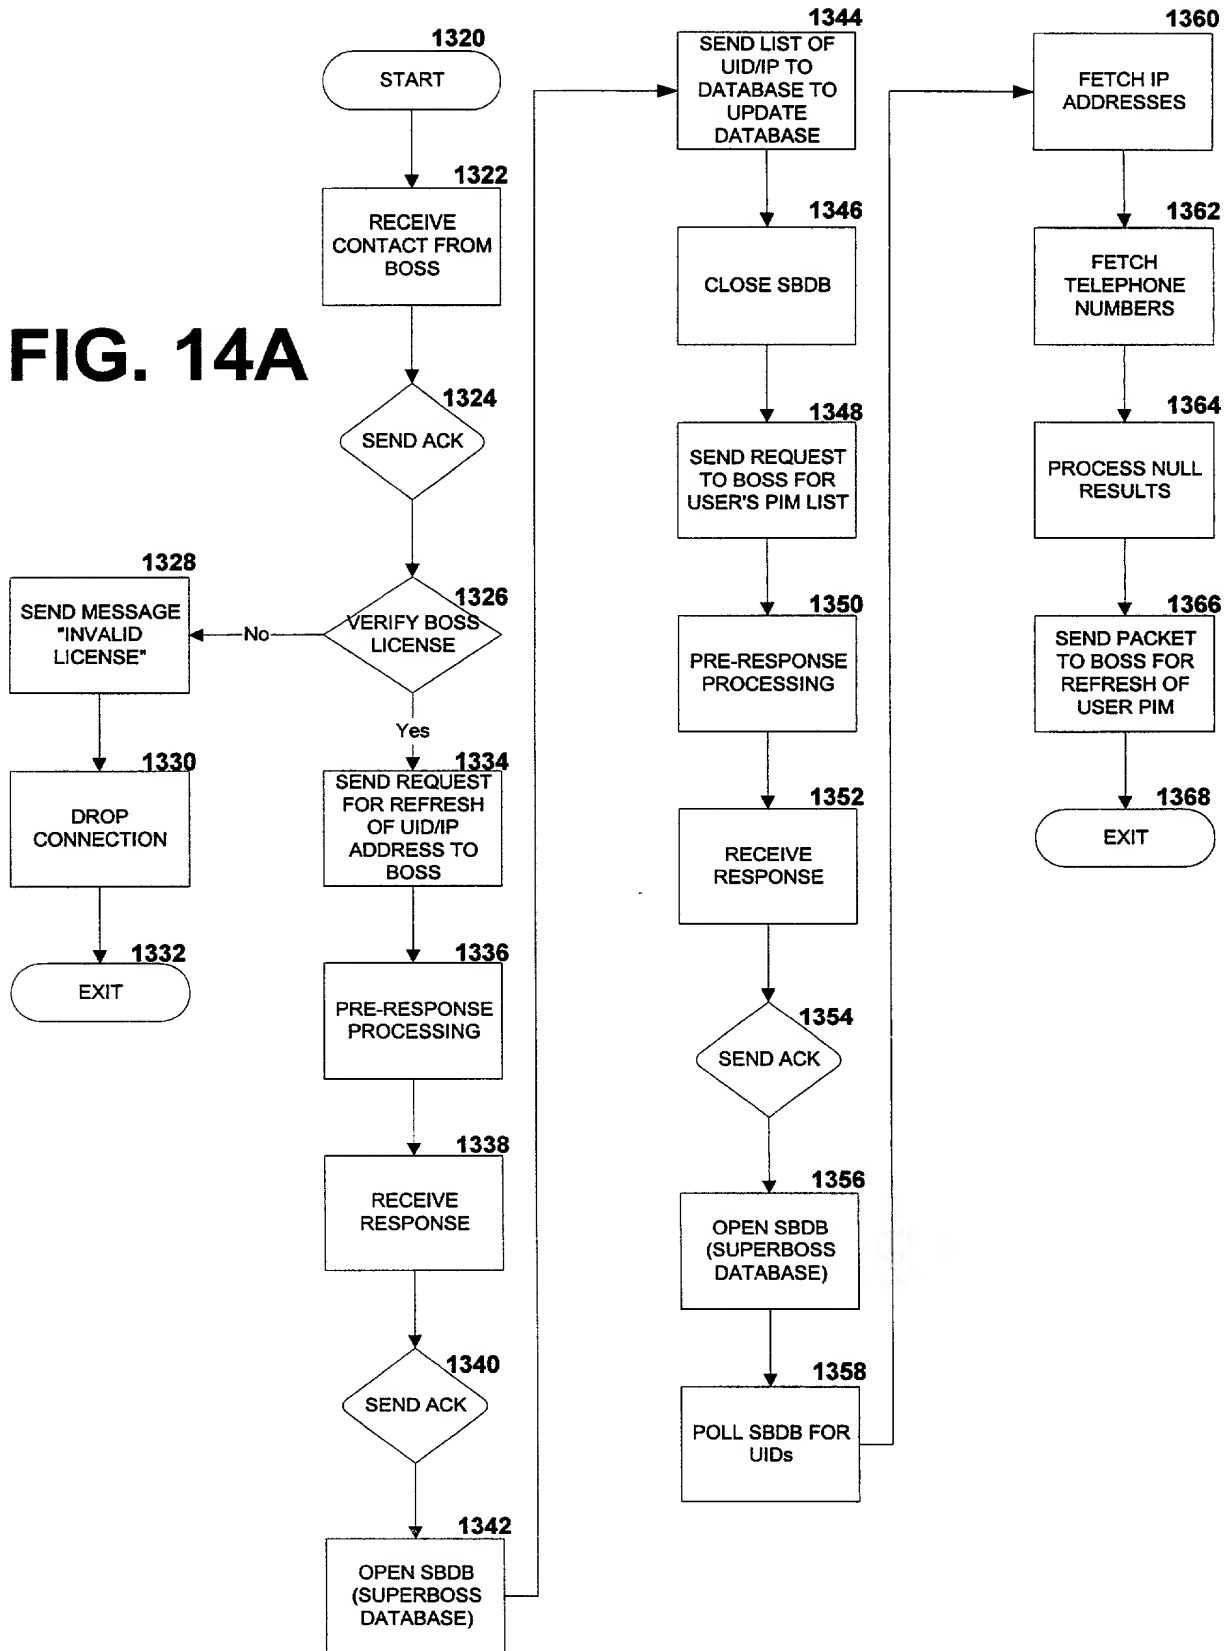 FIG. 14A
1320
START
1322
RECEIVE
CONTACT FROM
BOSS
1324
SEND ACK
1326
VERIFY BOSS
LICENSE
No
1328
SEND MESSAGE
"INVALID
LICENSE"
1330
DROP
CONNECTION
1332
EXIT
Yes
1334
SEND REQUEST
FOR REFRESH
OF UID/IP
ADDRESS TO
BOSS
1336
PRE-RESPONSE
PROCESSING
1338
RECEIVE
RESPONSE
1340
SEND ACK
1342
OPEN SBDB
(SUPERBOSS
DATABASE)
1344
SEND LIST OF
UID/IP TO
DATABASE TO
UPDATE
DATABASE
1346
CLOSE SBDB
1348
SEND REQUEST
TO BOSS FOR
USER'S PIM LIST
1350
PRE-RESPONSE
PROCESSING
1352
RECEIVE
RESPONSE
1354
SEND ACK
1356
OPEN SBDB
(SUPERBOSS
DATABASE)
1358
POLL SBDB FOR
UIDs
1360
FETCH IP
ADDRESSES
1362
FETCH
TELEPHONE
NUMBERS
1364
PROCESS NULL
RESULTS
1366
SEND PACKET
TO BOSS FOR
REFRESH OF
USER PIM
1368
EXIT